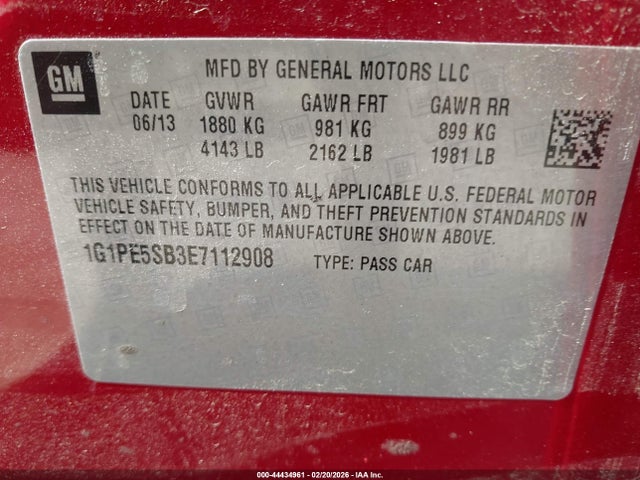 GM
MFD BY GENERAL MOTORS LLC
DATE GVWR GAWR FRT GAWR RR
06/13 1880 KG 981 KG 899 KG
4143 LB 2162 LB 1981 LB
THIS VEHICLE CONFORMS TO ALL APPLICABLE U.S. FEDERAL MOTOR
VEHICLE SAFETY, BUMPER, AND THEFT PREVENTION STANDARDS IN
EFFECT ON THE DATE OF MANUFACTURE SHOWN ABOVE.
1G1PE5SB3E7112908 TYPE: PASS CAR
000-44434961 - 02/20/2026 - IAA Inc.